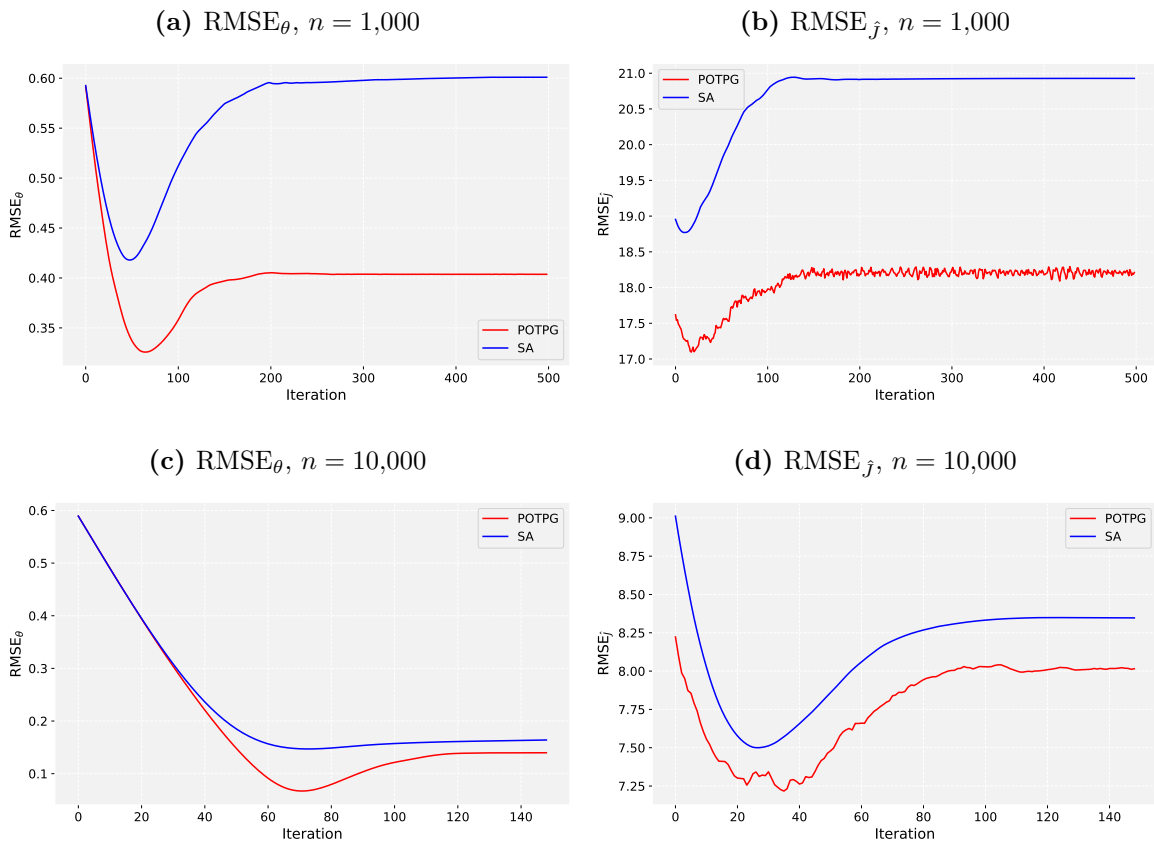 (a) RMSE_θ, n = 1,000
0.60
0.55
0.50
0.45
0.40
0.35
RMSE_θ
POTPG
SA
0 100 200 300 400 500
Iteration
(b) RMSE_Ĵ, n = 1,000
21.0
20.5
20.0
19.5
19.0
18.5
18.0
17.5
17.0
RMSE_Ĵ
POTPG
SA
0 100 200 300 400 500
Iteration
(c) RMSE_θ, n = 10,000
0.6
0.5
0.4
0.3
0.2
0.1
RMSE_θ
POTPG
SA
0 20 40 60 80 100 120 140
Iteration
(d) RMSE_Ĵ, n = 10,000
9.00
8.75
8.50
8.25
8.00
7.75
7.50
7.25
RMSE_Ĵ
POTPG
SA
0 20 40 60 80 100 120 140
Iteration